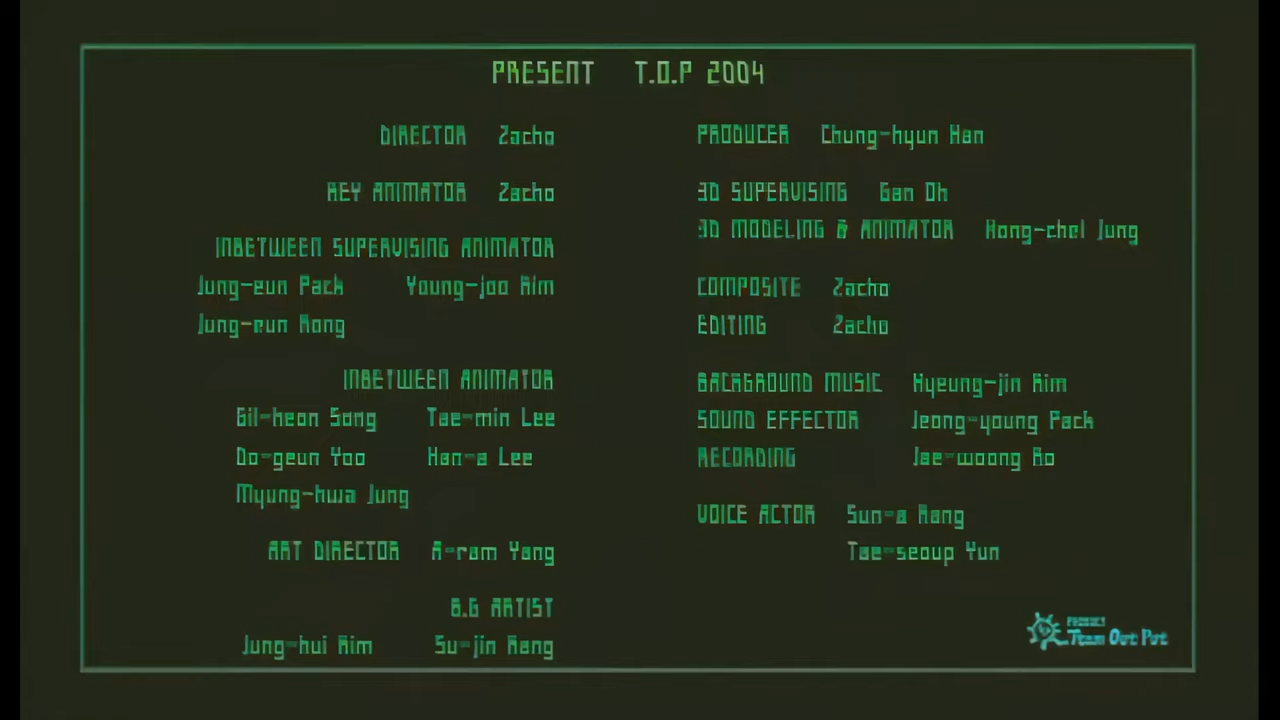 PRESENT T.O.P 2004
DIRECTOR Zacho
KEY ANIMATOR Zacho
INBETWEEN SUPERVISING ANIMATOR
Jung-eun Pack Young-joo Kim
Jung-eun Kong
INBETWEEN ANIMATOR
Gil-heon Song Tae-min Lee
Do-geun Yoo Han-a Lee
Myung-hwa Jung
ART DIRECTOR A-ram Yang
B.G ARTIST
Jung-hui Kim Su-jin Kang
PRODUCER Chung-hyun Han
3D SUPERVISING Gan Oh
3D MODELING & ANIMATOR Hong-chel Jung
COMPOSITE Zacho
EDITING Zacho
BACKGROUND MUSIC Hyeung-jin Kim
SOUND EFFECTOR Jeong-young Pack
RECORDING Jae-woong Ko
VOICE ACTOR Sun-a Kang
Tae-seoup Yun
PRODUCT
Team Out Put